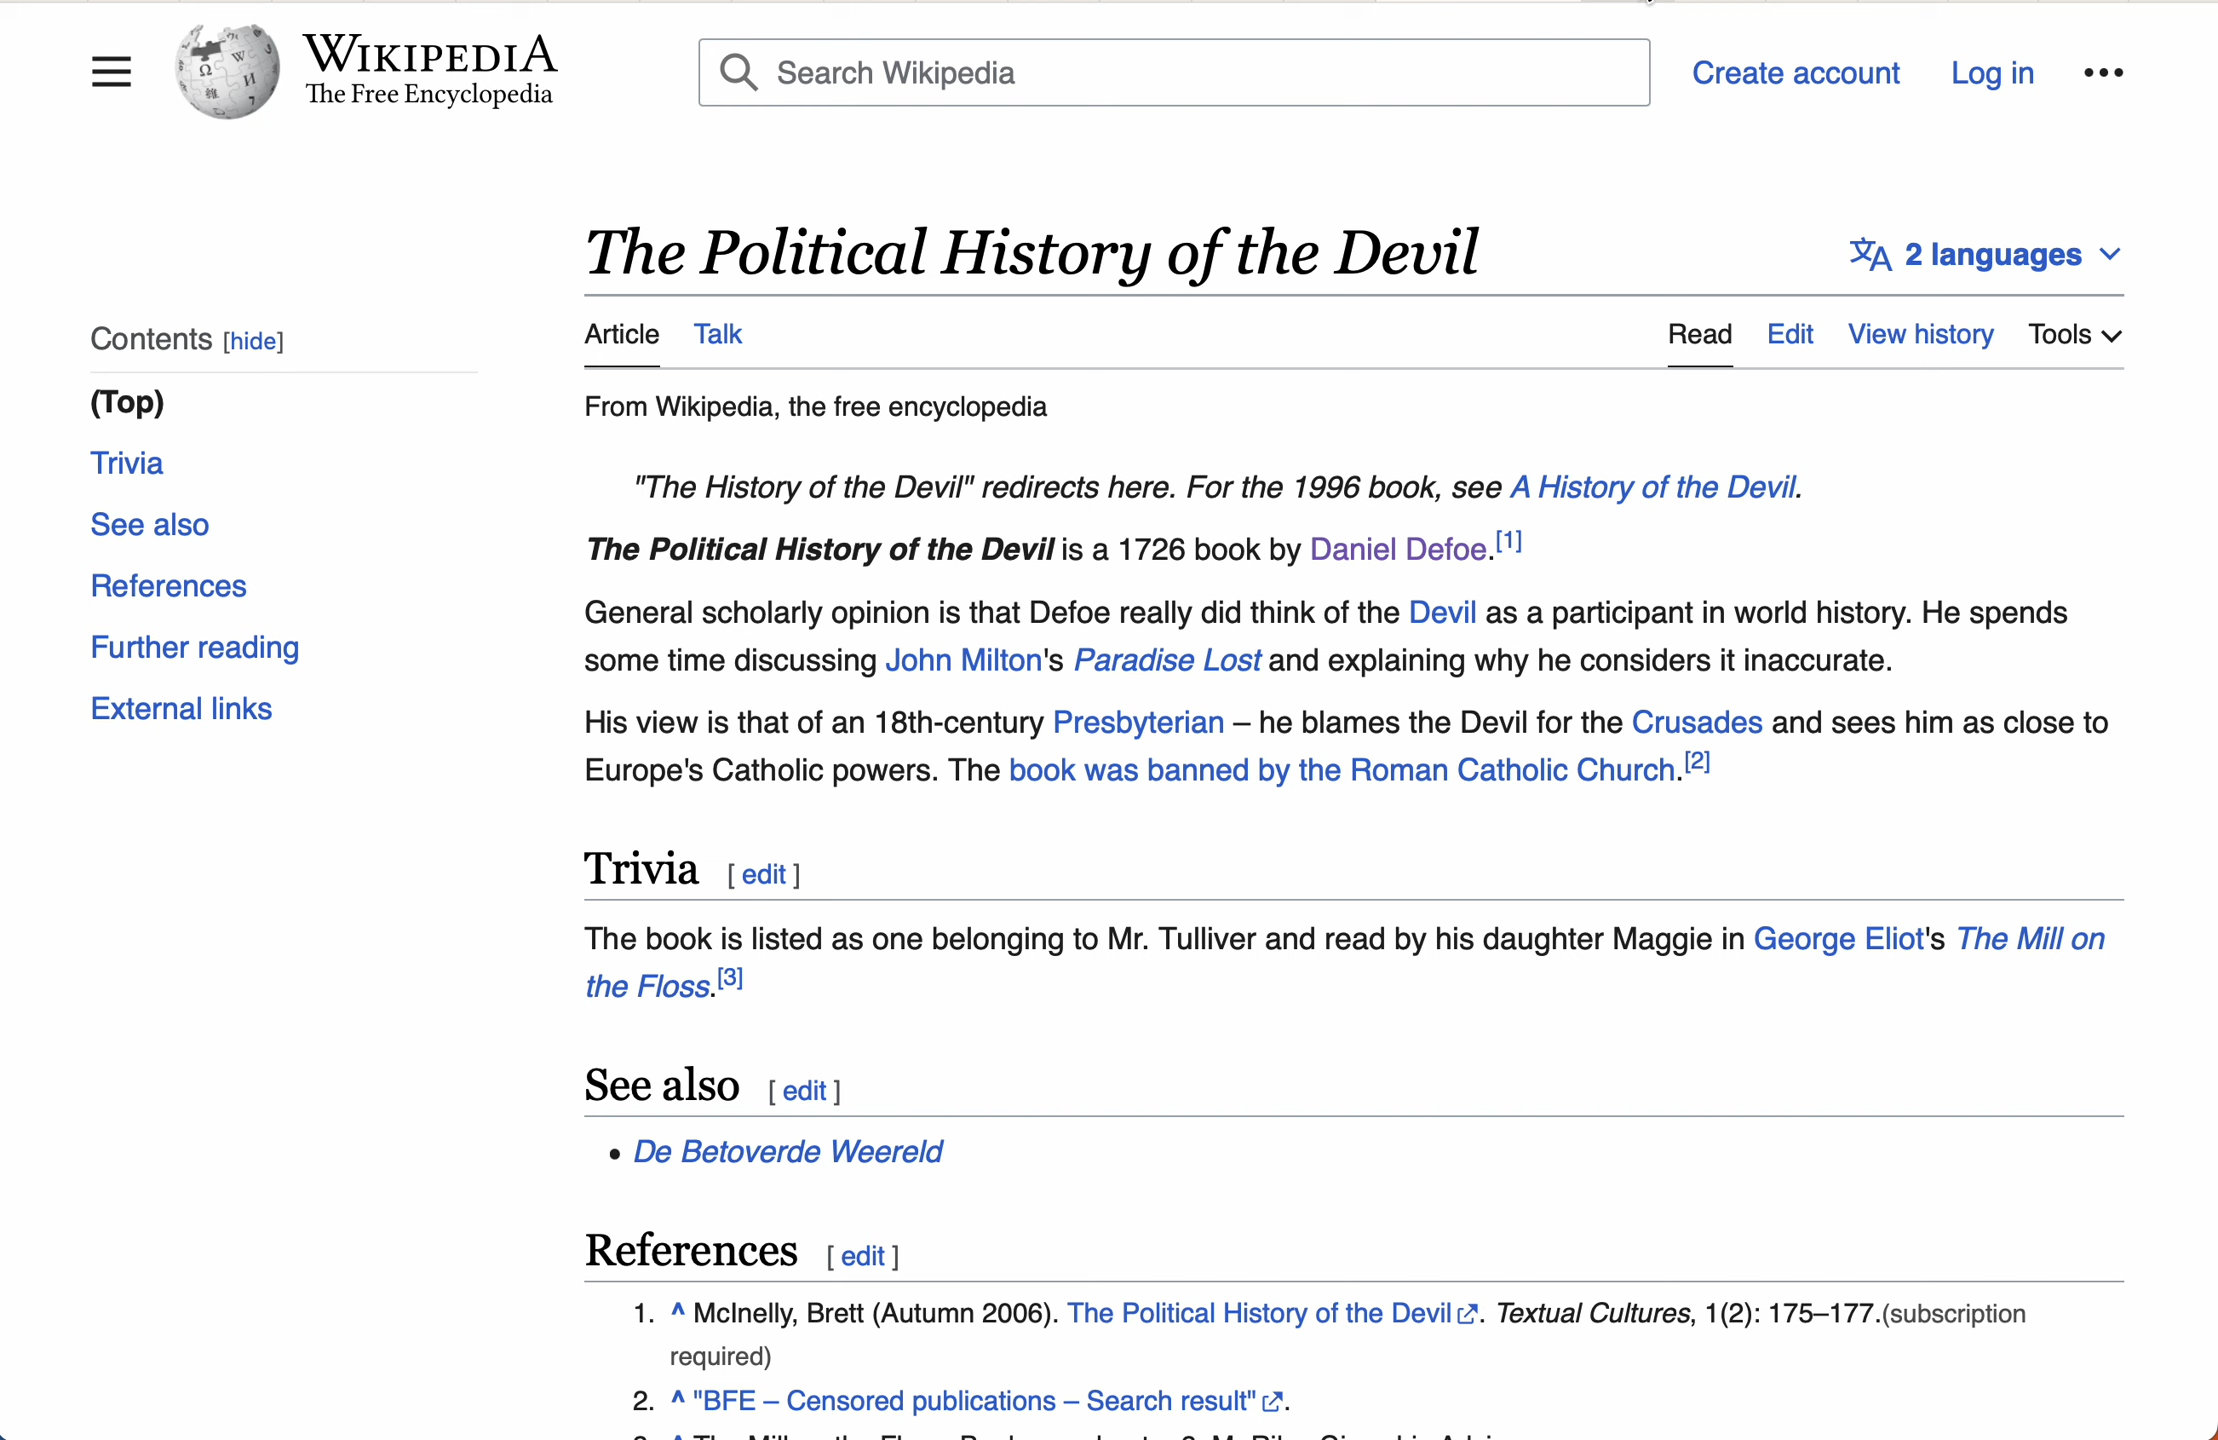 WIKIPEDIA
The Free Encyclopedia
Search Wikipedia
Create account
Log in
The Political History of the Devil
2 languages
Contents [hide]
(Top)
Trivia
See also
References
Further reading
External links
Article
Talk
Read
Edit
View history
Tools
From Wikipedia, the free encyclopedia
"The History of the Devil" redirects here. For the 1996 book, see A History of the Devil.
The Political History of the Devil is a 1726 book by Daniel Defoe.[1]
General scholarly opinion is that Defoe really did think of the Devil as a participant in world history. He spends
some time discussing John Milton's Paradise Lost and explaining why he considers it inaccurate.
His view is that of an 18th-century Presbyterian – he blames the Devil for the Crusades and sees him as close to
Europe's Catholic powers. The book was banned by the Roman Catholic Church.[2]
Trivia [ edit ]
The book is listed as one belonging to Mr. Tulliver and read by his daughter Maggie in George Eliot's The Mill on
the Floss.[3]
See also [ edit ]
• De Betoverde Weereld
References [ edit ]
1. ^ McInelly, Brett (Autumn 2006). The Political History of the Devil. Textual Cultures, 1(2): 175–177.(subscription
required)
2. ^ "BFE – Censored publications – Search result".